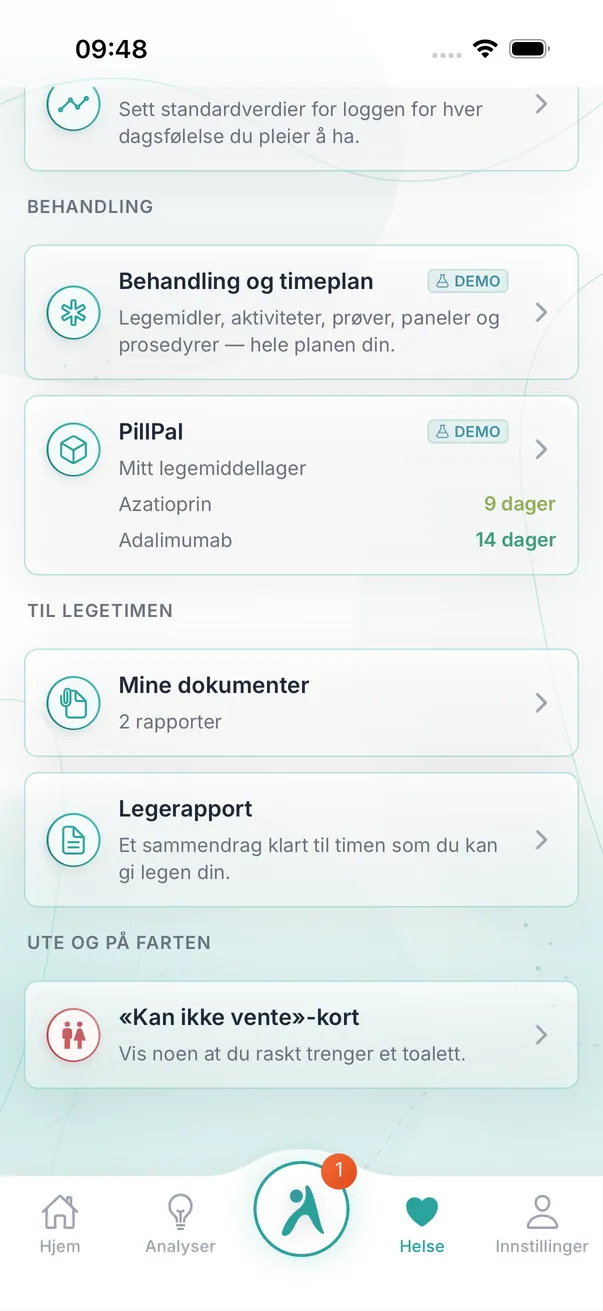 09:48
Sett standardverdier for loggen for hver
dagsfølelse du pleier å ha.
BEHANDLING
Behandling og timeplan
DEMO
Legemidler, aktiviteter, prøver, paneler og
prosedyrer — hele planen din.
PillPal
DEMO
Mitt legemiddellager
Azatioprin 9 dager
Adalimumab 14 dager
TIL LEGETIMEN
Mine dokumenter
2 rapporter
Legerapport
Et sammendrag klart til timen som du kan
gi legen din.
UTE OG PÅ FARTEN
«Kan ikke vente»-kort
Vis noen at du raskt trenger et toalett.
1
Hjem Analyser Helse Innstillinger